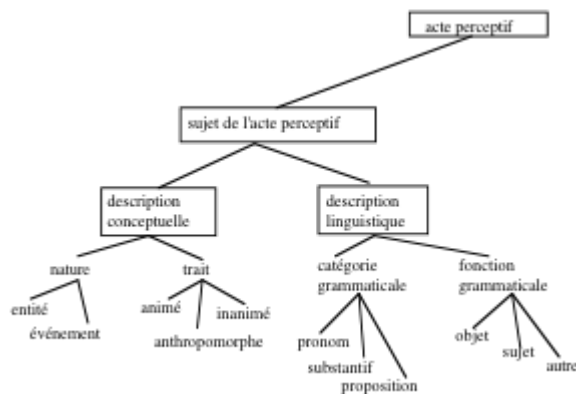 acte perceptif
sujet de l'acte perceptif
description
conceptuelle
description
linguistique
nature
trait
catégorie
grammaticale
fonction
grammaticale
entité
événement
animé
anthropomorphe
inanimé
pronom
substantif
proposition
objet
sujet
autre